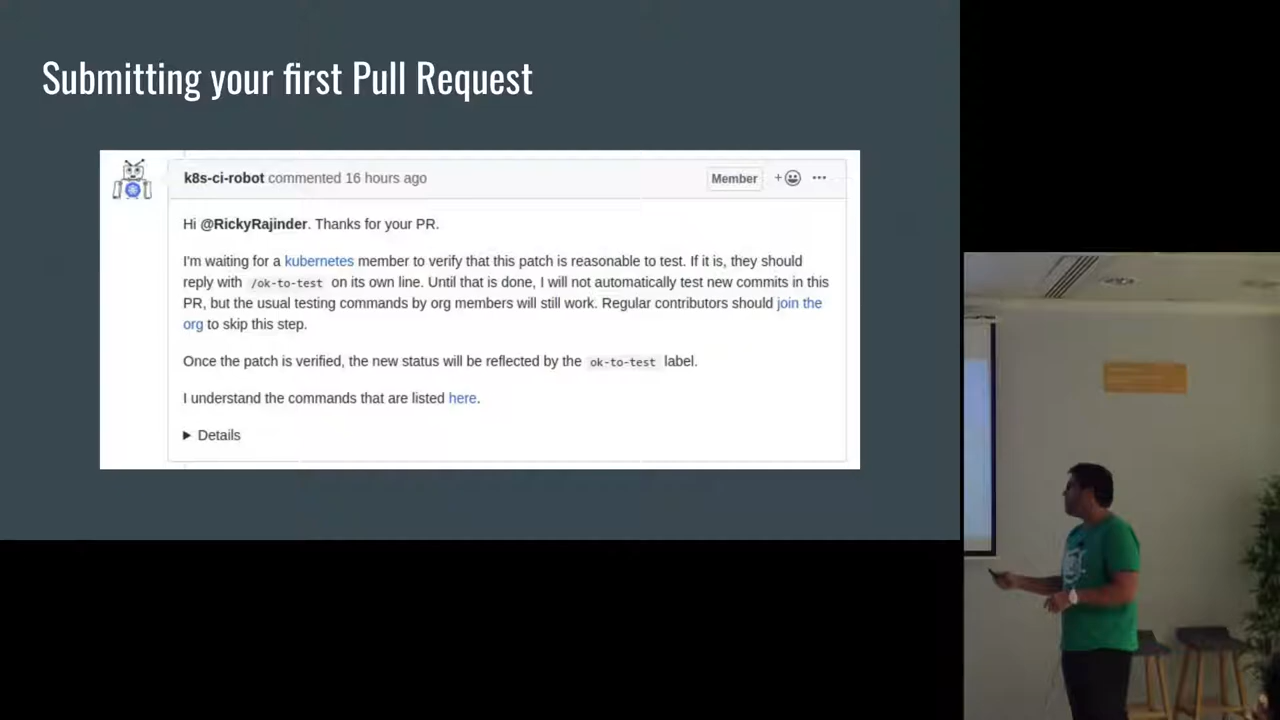 Submitting your first Pull Request
k8s-ci-robot commented 16 hours ago
Member
Hi @RickyRajinder. Thanks for your PR.
I'm waiting for a kubernetes member to verify that this patch is reasonable to test. If it is, they should
reply with /ok-to-test on its own line. Until that is done, I will not automatically test new commits in this
PR, but the usual testing commands by org members will still work. Regular contributors should join the
org to skip this step.
Once the patch is verified, the new status will be reflected by the ok-to-test label.
I understand the commands that are listed here.
Details